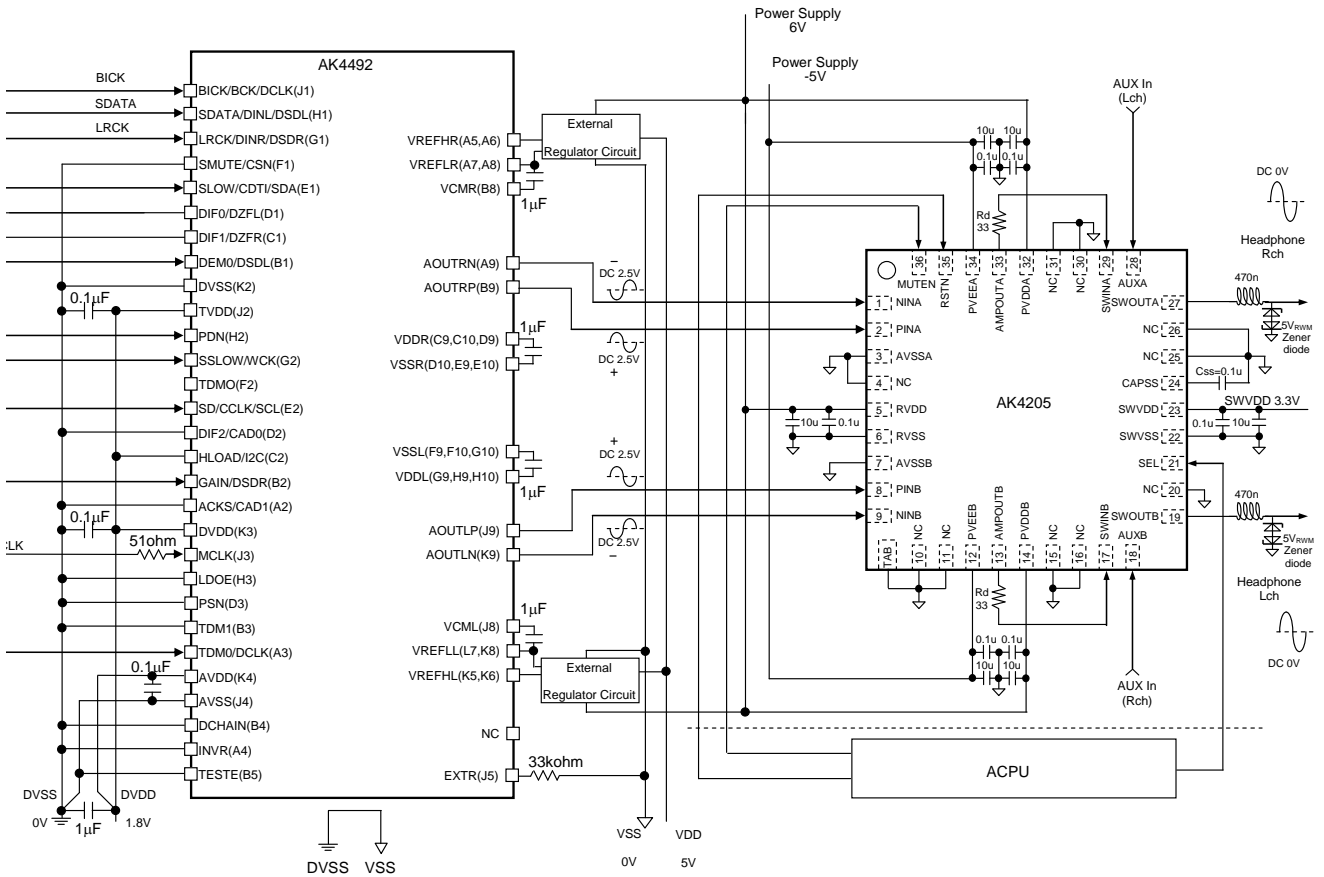 Power Supply
6V
Power Supply
-5V
AK4492
BICK
BICK/BCK/DCLK(J1)
SDATA
SDATA/DINL/DSDL(H1)
LRCK
LRCK/DINR/DSDR(G1)
SMUTE/CSN(F1)
SLOW/CDTI/SDA(E1)
DIF0/DZFL(D1)
DIF1/DZFR(C1)
DEM0/DSDL(B1)
DVSS(K2)
0.1μF
TVDD(J2)
PDN(H2)
SSLOW/WCK(G2)
TDMO(F2)
SD/CCLK/SCL(E2)
DIF2/CAD0(D2)
HLOAD/I2C(C2)
GAIN/DSDR(B2)
ACKS/CAD1(A2)
0.1μF
DVDD(K3)
CLK
51ohm
MCLK(J3)
LDOE(H3)
PSN(D3)
TDM1(B3)
TDM0/DCLK(A3)
0.1μF
AVDD(K4)
AVSS(J4)
DCHAIN(B4)
INVR(A4)
TESTE(B5)
DVSS
DVDD
0V
1μF
1.8V
DVSS
VSS
VREFHR(A5,A6)
VREFLR(A7,A8)
VCMR(B8)
1μF
External
Regulator Circuit
AOUTRN(A9)
AOUTRP(B9)
−
DC 2.5V
VDDR(C9,C10,D9)
VSSR(D10,E9,E10)
1μF
DC 2.5V
+
VSSL(F9,F10,G10)
VDDL(G9,H9,H10)
1μF
+
DC 2.5V
AOUTLP(J9)
AOUTLN(K9)
DC 2.5V
−
VCML(J8)
VREFLL(L7,K8)
VREFHL(K5,K6)
1μF
External
Regulator Circuit
NC
EXTR(J5)
33kohm
VSS
VDD
0V
5V
AUX In
(Lch)
10u
10u
0.1u
0.1u
Rd
33
36
35
34
33
32
31
30
29
28
MUTEN
RSTN
PVEEA
AMPOUTA
PVDDA
NC
NC
SWINA
AUXA
AK4205
1
NINA
2
PINA
3
AVSSA
4
NC
5
RVDD
6
RVSS
7
AVSSB
8
PINB
9
NINB
10u
0.1u
SWOUTA
27
NC
26
NC
25
CAPSS
24
SWVDD
23
SWVSS
22
SEL
21
NC
20
SWOUTB
19
TAB
10
NC
11
NC
12
PVEEB
13
AMPOUTB
14
PVDDB
15
NC
16
NC
17
SWINB
18
AUXB
Rd
33
0.1u
0.1u
10u
10u
AUX In
(Rch)
DC 0V
Headphone
Rch
470n
5VRWM
Zener
diode
Css=0.1u
SWVDD 3.3V
0.1u
10u
470n
5VRWM
Zener
diode
Headphone
Lch
DC 0V
ACPU